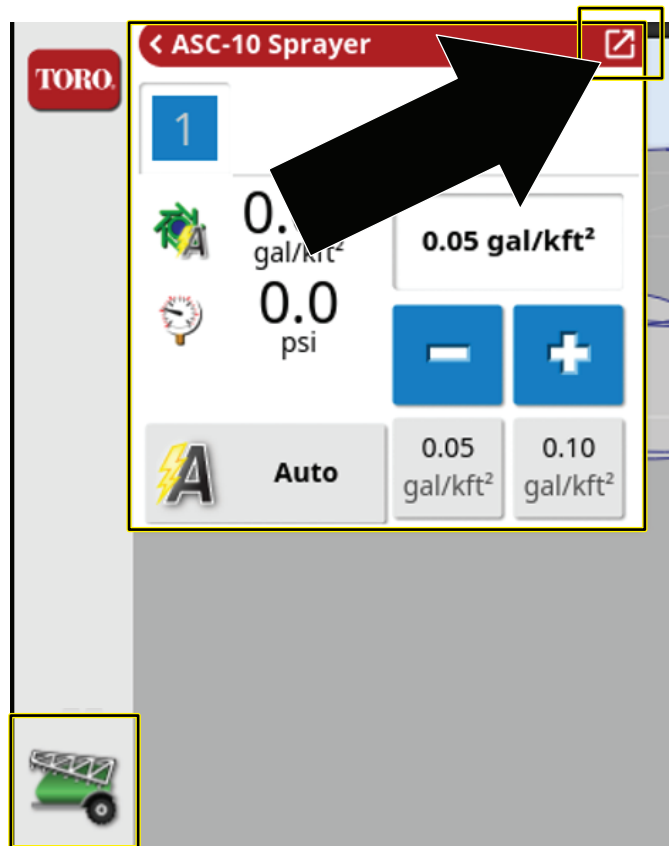 < ASC-10 Sprayer
TORO.
1
0.
gal/kft²
0.05 gal/kft²
0.0
psi
A Auto
0.05
gal/kft²
0.10
gal/kft²